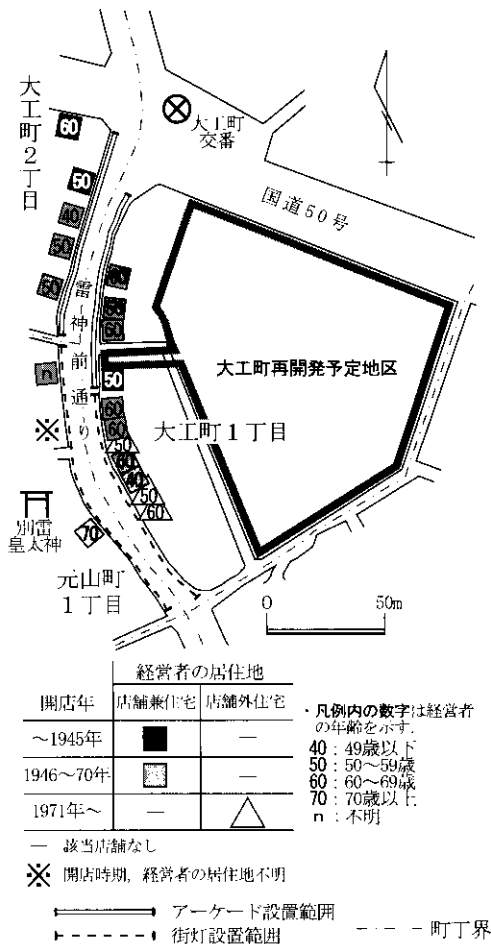 大工町2丁目
大工町
交番
国道50号
60
50
40
50
50
n
60
50
60
50
60
60
50
60
40
50
60
70
雷神前通り
大工町再開発予定地区
大工町1丁目
別雷
皇太神
元山町
1丁目
0 50m
経営者の居住地
開店年 店舗兼住宅 店舗外住宅
〜1945年 —
1946〜70年 —
1971年〜 —
・凡例内の数字は経営者
の年齢を示す.
40：49歳以下
50：50〜59歳
60：60〜69歳
70：70歳以上
n：不明
— 該当店舗なし
※ 開店時期，経営者の居住地不明
アーケード設置範囲
街灯設置範囲
町丁界